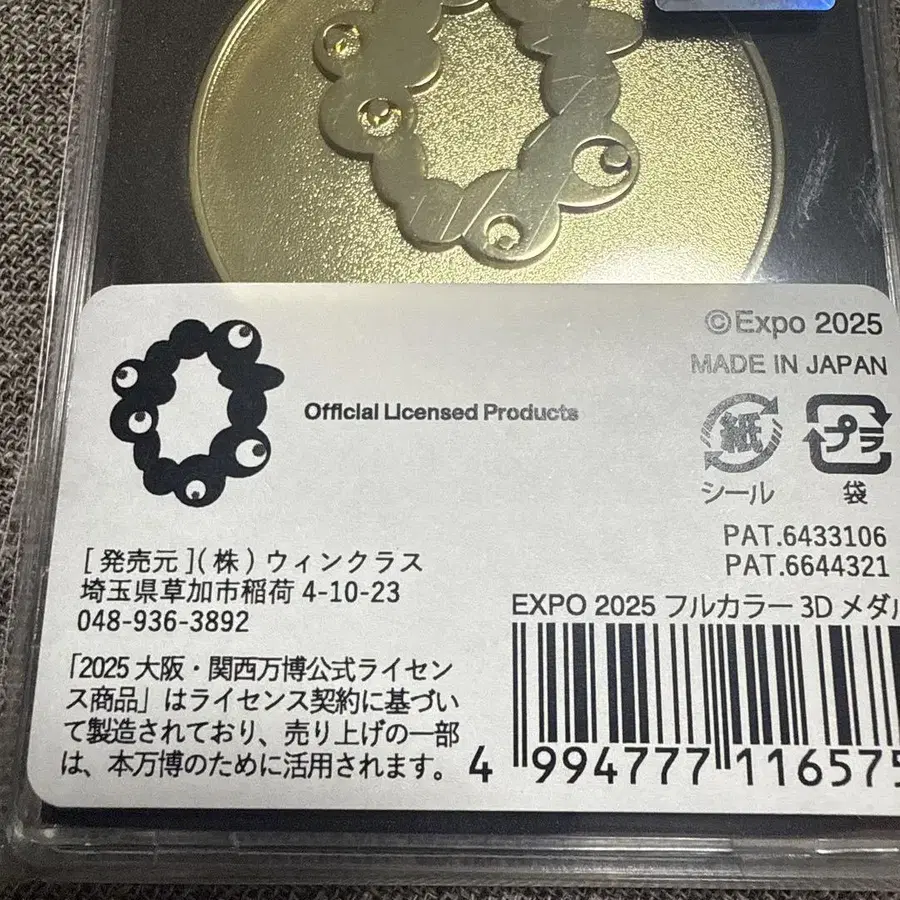 ©Expo 2025
MADE IN JAPAN
Official Licensed Products
紙
プラ
シール
袋
PAT.6433106
PAT.6644321
[ 発売元 ](株) ウィンクラス
埼玉県草加市稲荷 4-10-23
048-936-3892
EXPO 2025 フルカラー 3D メダル
「2025 大阪・関西万博公式ライセン
ス商品」はライセンス契約に基づい
て製造されており、売り上げの一部
は、本万博のために活用されます。
4 994777 116575